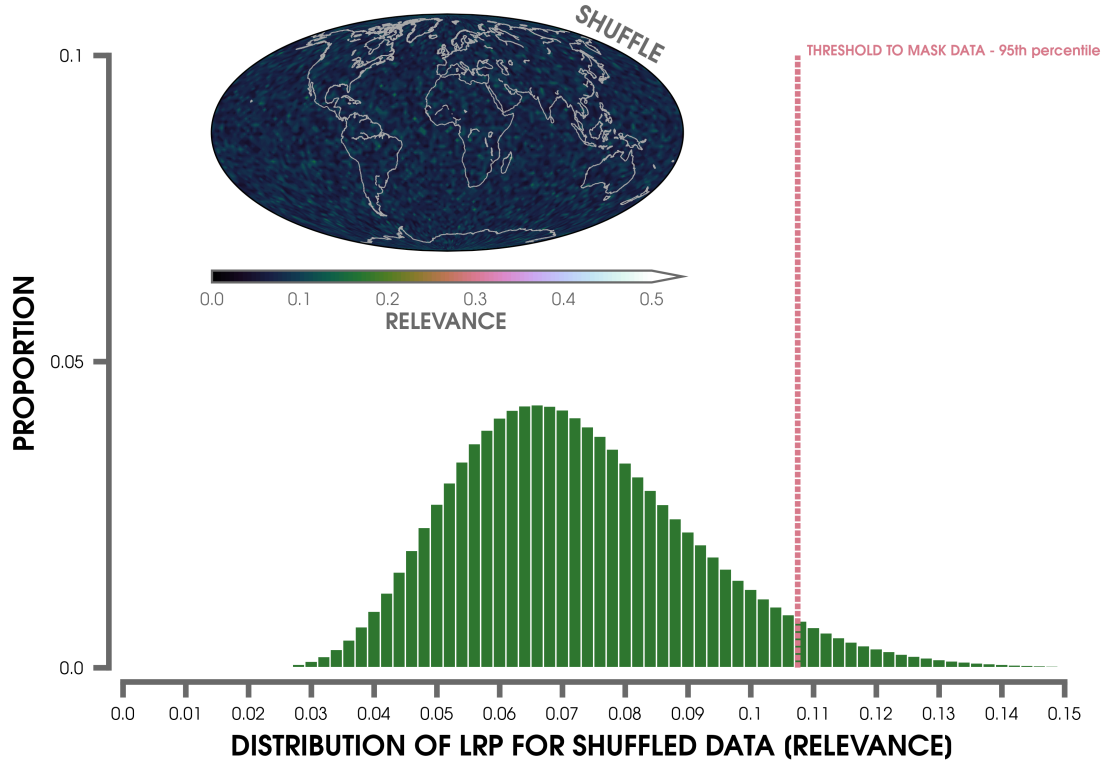 SHUFFLE
THRESHOLD TO MASK DATA - 95th percentile
0.1
0.05
0.0
PROPORTION
0.0 0.1 0.2 0.3 0.4 0.5
RELEVANCE
0.0 0.01 0.02 0.03 0.04 0.05 0.06 0.07 0.08 0.09 0.1 0.11 0.12 0.13 0.14 0.15
DISTRIBUTION OF LRP FOR SHUFFLED DATA (RELEVANCE)